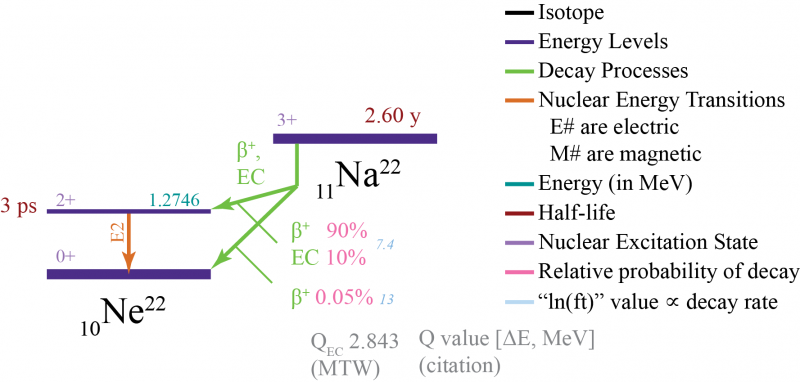 Isotope
Energy Levels
Decay Processes
Nuclear Energy Transitions
E# are electric
M# are magnetic
Energy (in MeV)
Half-life
Nuclear Excitation State
Relative probability of decay
“ln(ft)” value ∝ decay rate
3+ 2.60 y
₁₁Na²²
β⁺,
EC
3 ps 2+ 1.2746
E2
0+
₁₀Ne²²
β⁺ 90%
EC 10% 7.4
β⁺ 0.05% 13
Q_EC 2.843 Q value [ΔE, MeV]
(MTW) (citation)